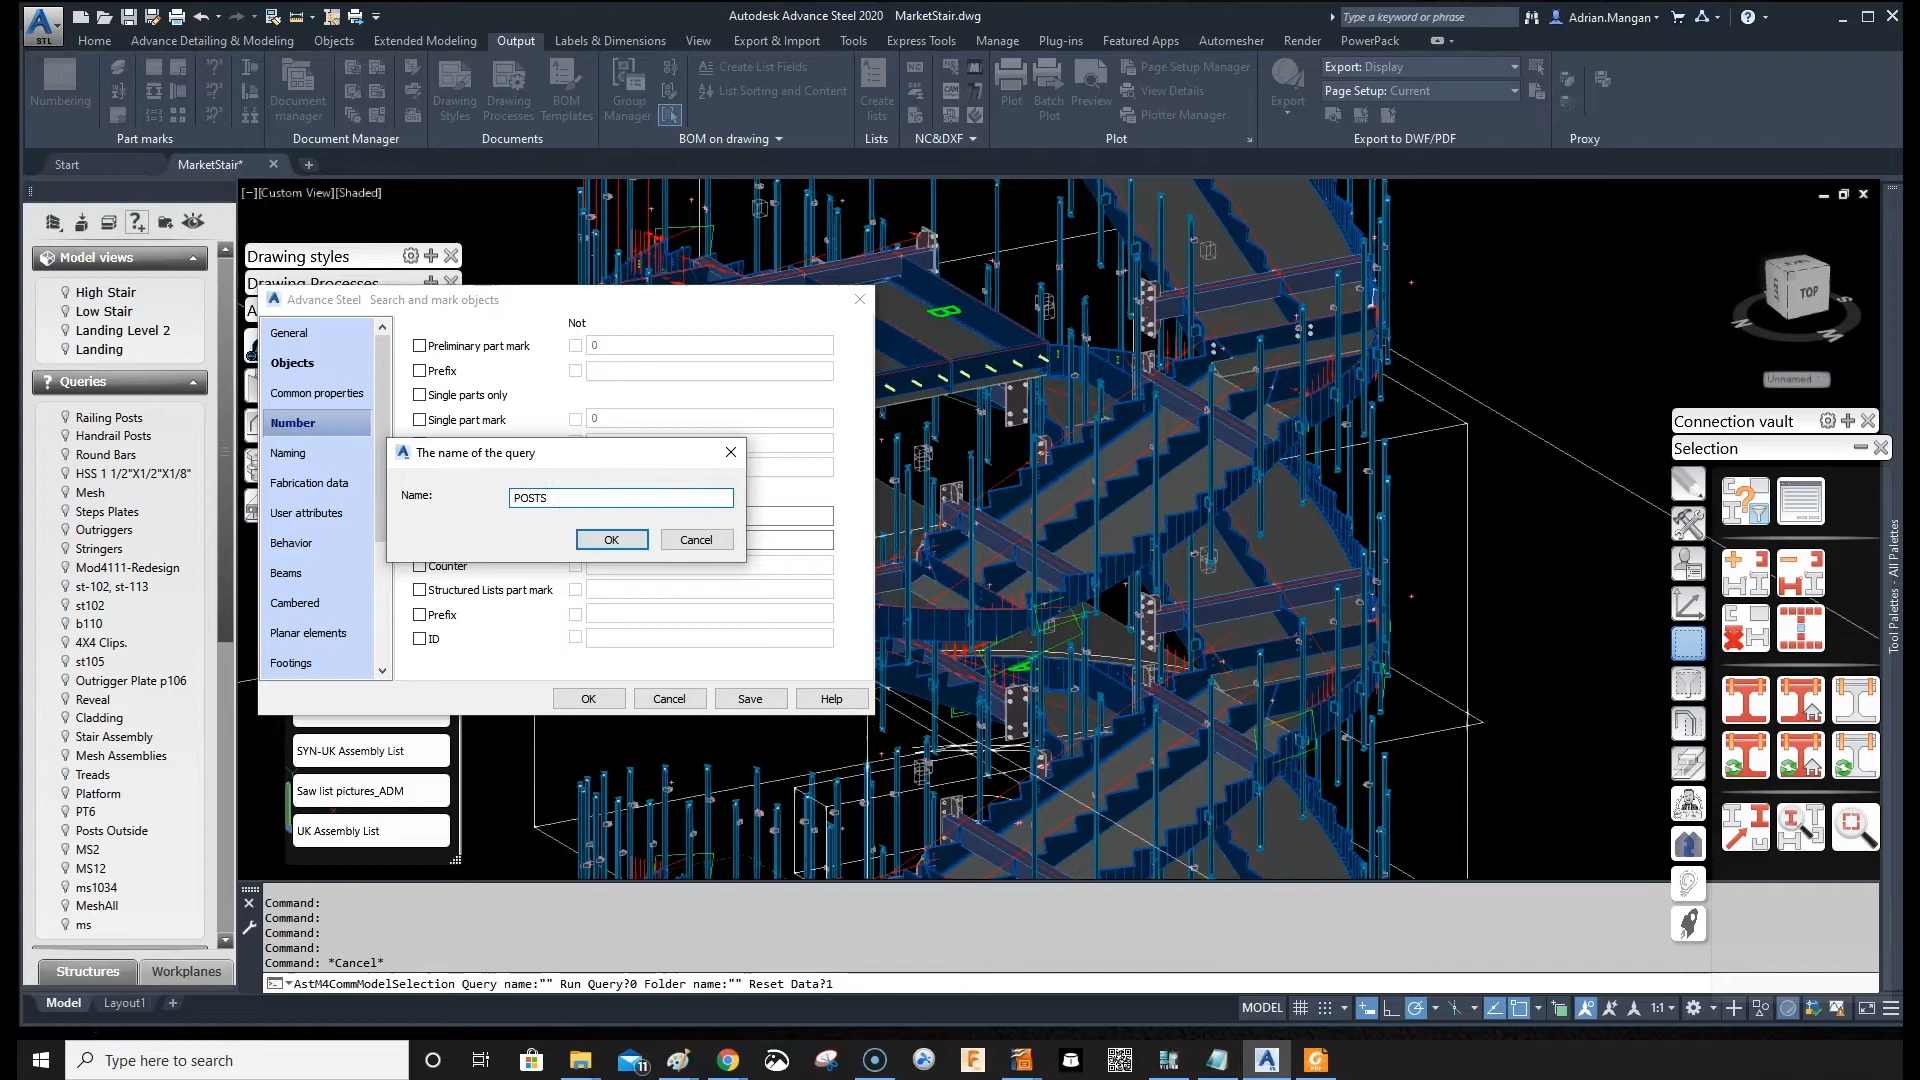 Autodesk Advance Steel 2020   MarketStair.dwg
Type a keyword or phrase
Adrian.Mangan
STL
Home Advance Detailing & Modeling Objects Extended Modeling Output Labels & Dimensions View Export & Import Tools Express Tools Manage Plug-ins Featured Apps Automesher Render PowerPack
Numbering
Document manager
Drawing Styles
Drawing Processes
BOM Templates
Group Manager
Create List Fields
List Sorting and Content
Create lists
Plot
Batch Plot
Preview
Page Setup Manager
View Details
Plotter Manager
Export
Export: Display
Page Setup: Current
Part marks
Document Manager
Documents
BOM on drawing
Lists
NC&DXF
Plot
Export to DWF/PDF
Proxy
Start
MarketStair*
[−][Custom View][Shaded]
Model views
High Stair
Low Stair
Landing Level 2
Landing
Queries
Railing Posts
Handrail Posts
Round Bars
HSS 1 1/2"X1/2"X1/8"
Mesh
Steps Plates
Outriggers
Stringers
Mod4111-Redesign
st-102, st-113
st102
b110
4X4 Clips.
st105
Outrigger Plate p106
Reveal
Cladding
Stair Assembly
Mesh Assemblies
Treads
Platform
PT6
Posts Outside
MS2
MS12
ms1034
MeshAll
ms
Structures
Workplanes
Drawing styles
Drawing Processes
Advance Steel   Search and mark objects
General
Objects
Common properties
Number
Naming
Fabrication data
User attributes
Behavior
Beams
Cambered
Planar elements
Footings
Not
Preliminary part mark
0
Prefix
Single parts only
Single part mark
0
Counter
Structured Lists part mark
Prefix
ID
OK
Cancel
Save
Help
The name of the query
Name:
POSTS
OK
Cancel
SYN-UK Assembly List
Saw list pictures_ADM
UK Assembly List
B
TOP
N
M
S
Unnamed
Connection vault
Selection
Tool Palettes - All Palettes
Command:
Command:
Command:
Command:
Command: *Cancel*
AstM4CommModelSelection Query name:"" Run Query?0 Folder name:"" Reset Data?1
Model
Layout1
MODEL
1:1
Type here to search
11